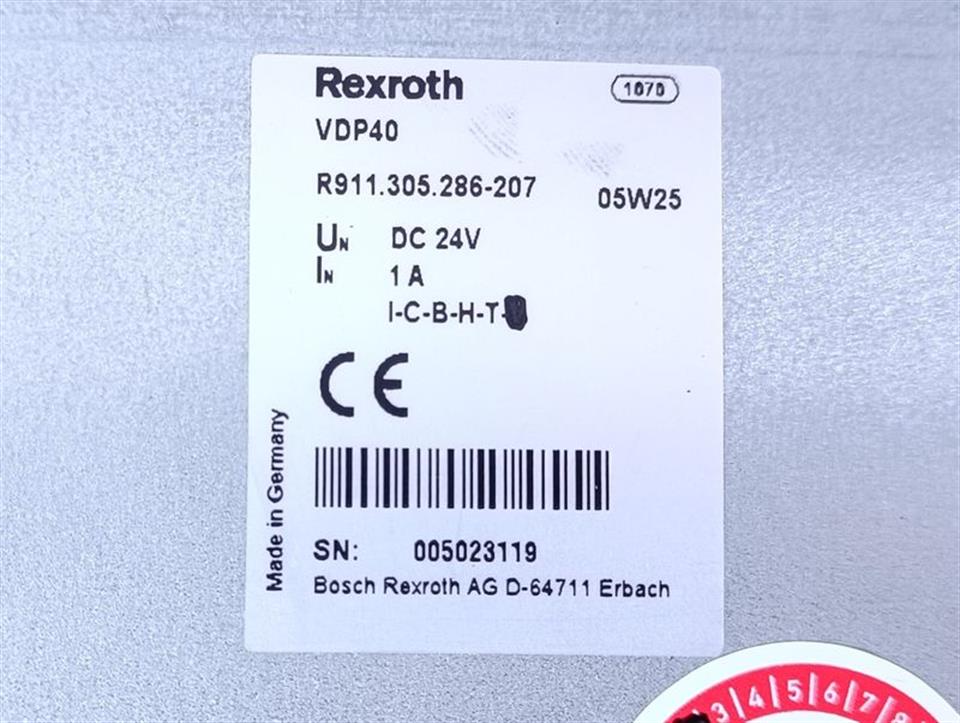 Rexroth
1070
VDP40
R911.305.286-207
05W25
UN DC 24V
IN 1 A
I-C-B-H-T-
CE
Made in Germany
SN: 005023119
Bosch Rexroth AG D-64711 Erbach
3 4 5 6 7 8